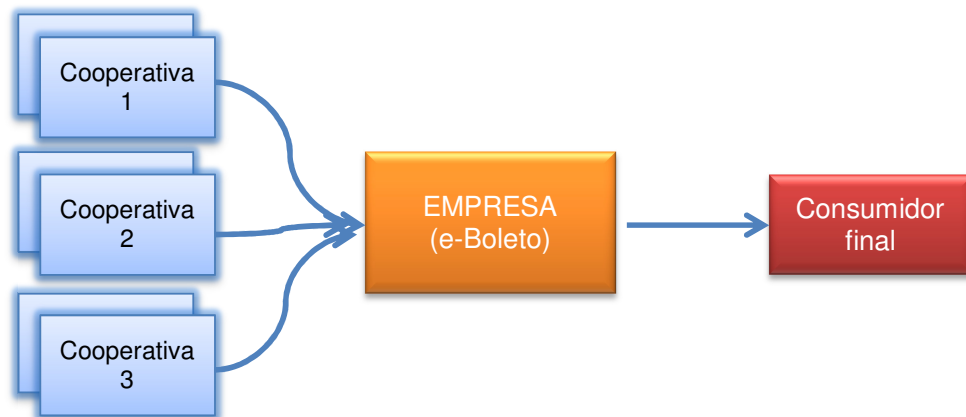 Cooperativa
1
Cooperativa
2
Cooperativa
3
EMPRESA
(e-Boleto)
Consumidor
final